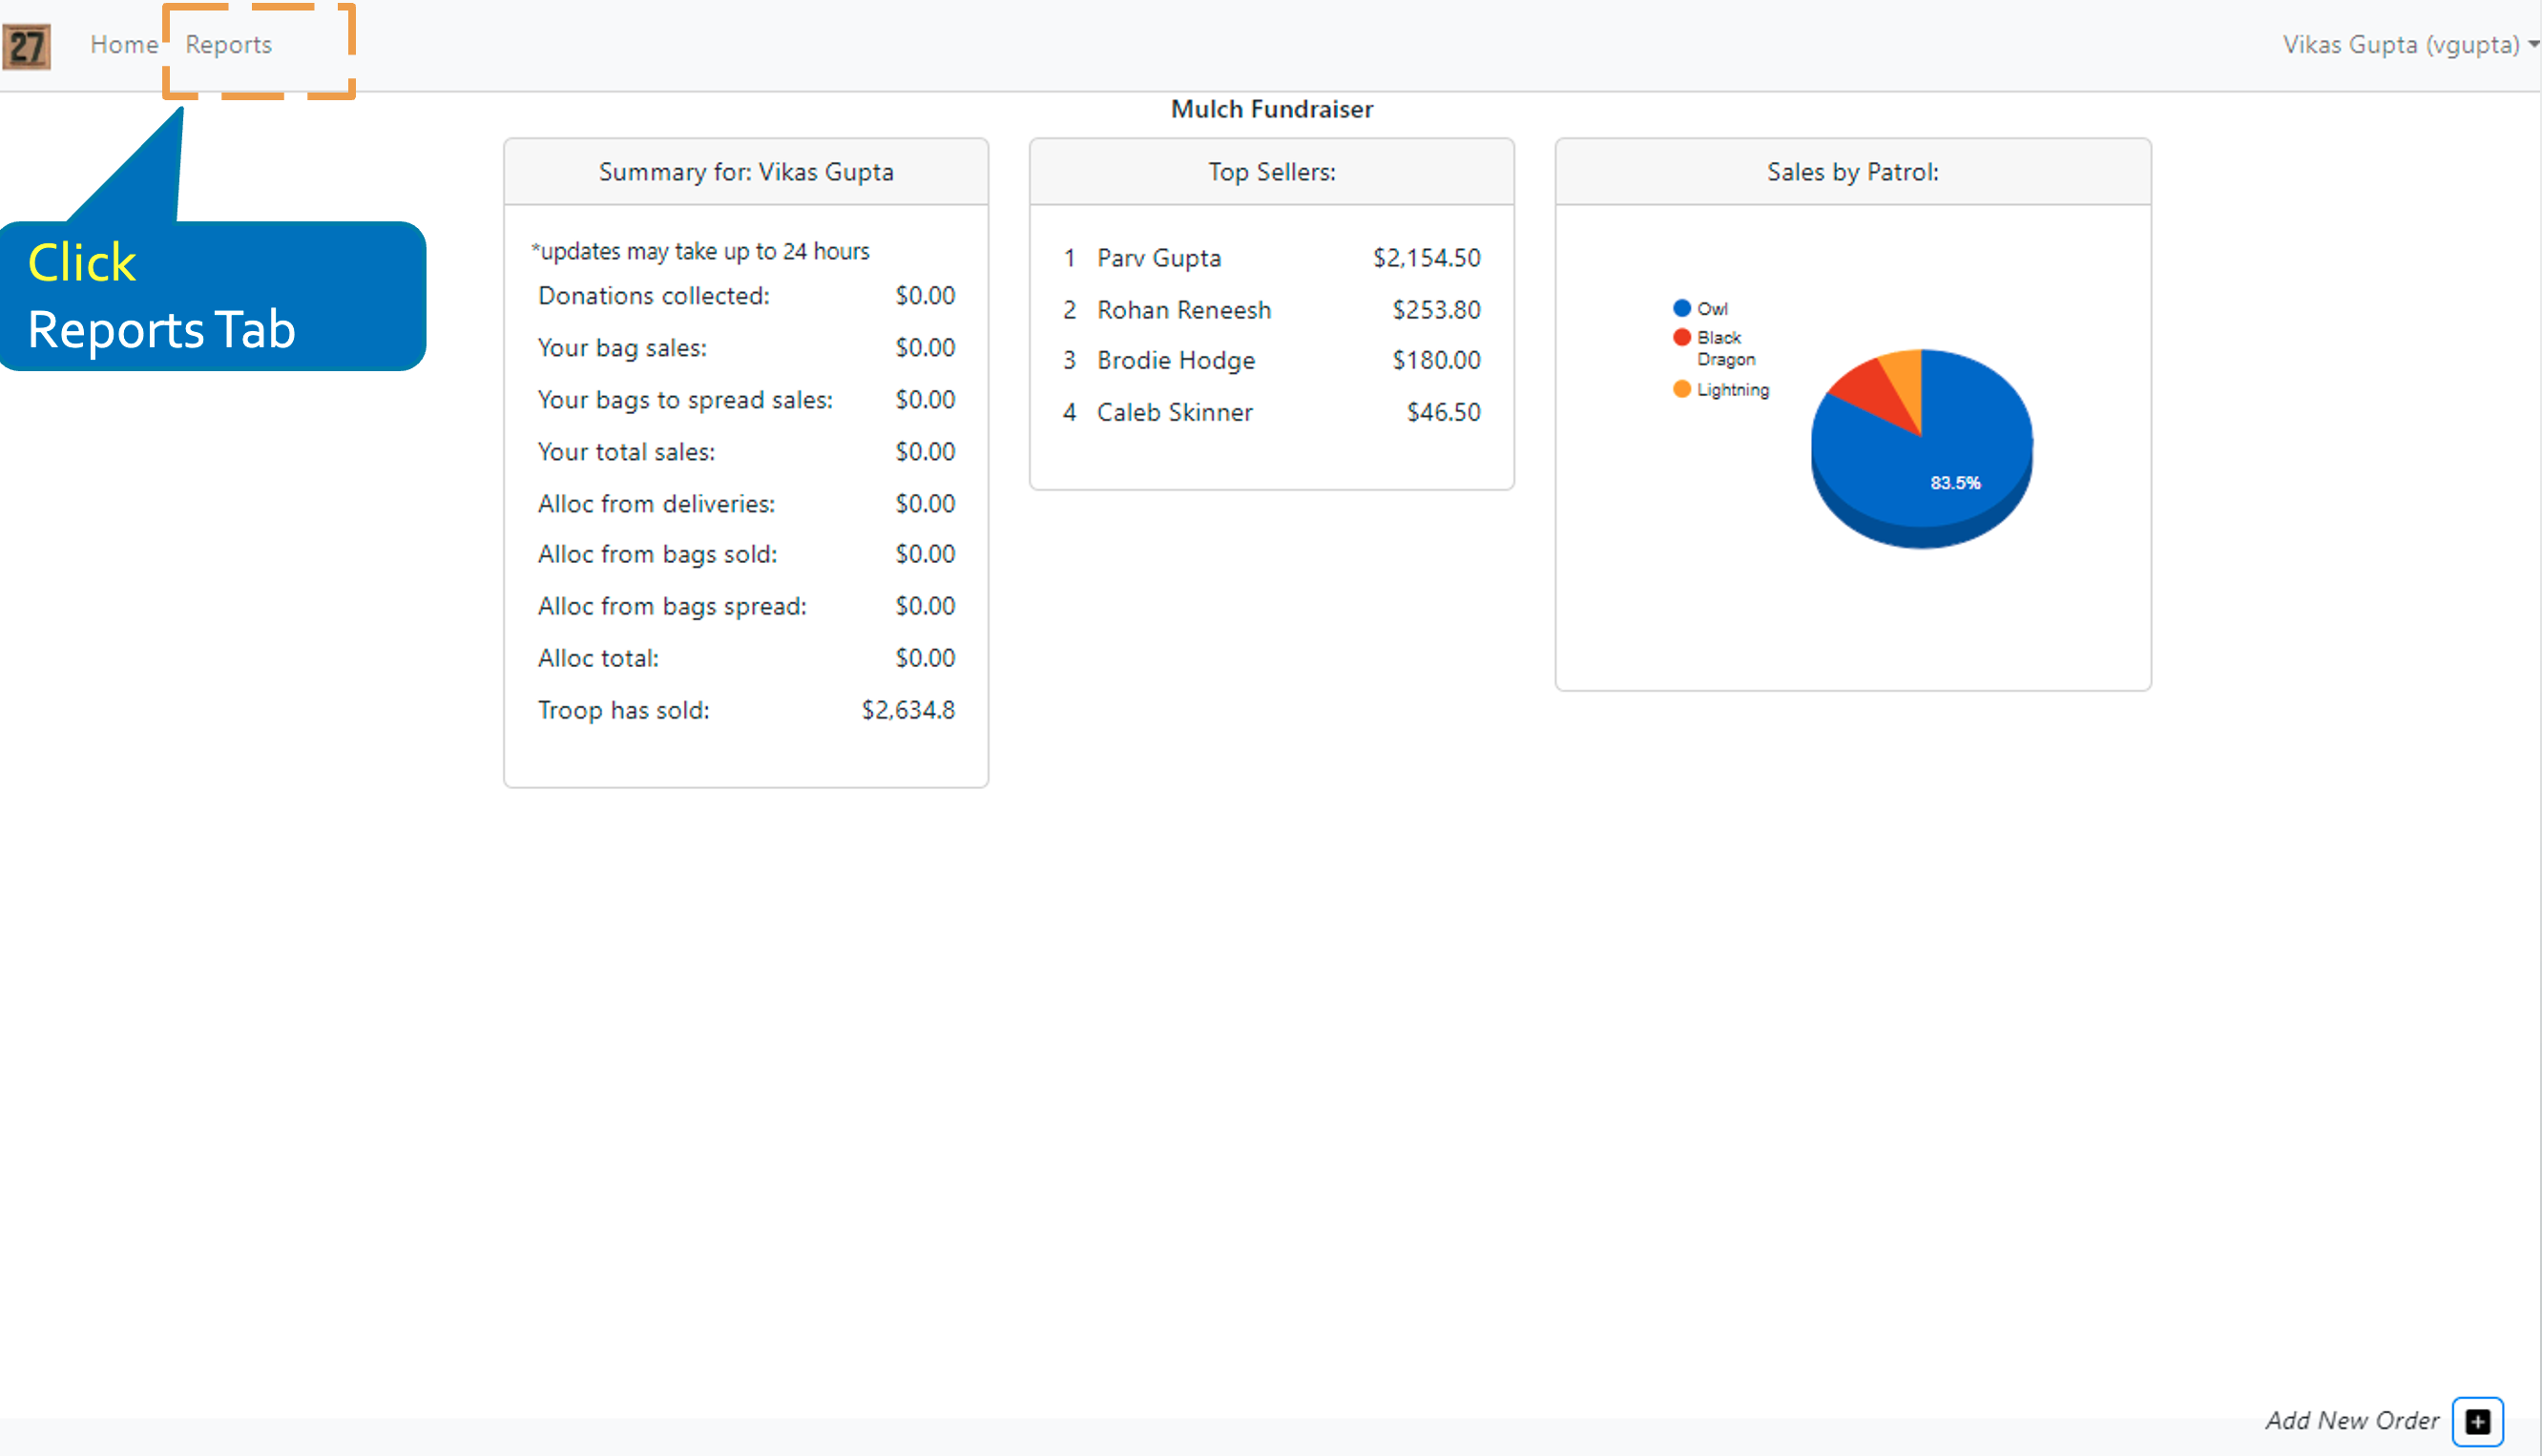 27 Home Reports Vikas Gupta (vgupta)
Click
Reports Tab
Mulch Fundraiser
Summary for: Vikas Gupta
*updates may take up to 24 hours
Donations collected: $0.00
Your bag sales: $0.00
Your bags to spread sales: $0.00
Your total sales: $0.00
Alloc from deliveries: $0.00
Alloc from bags sold: $0.00
Alloc from bags spread: $0.00
Alloc total: $0.00
Troop has sold: $2,634.8
Top Sellers:
1 Parv Gupta $2,154.50
2 Rohan Reneesh $253.80
3 Brodie Hodge $180.00
4 Caleb Skinner $46.50
Sales by Patrol:
Owl
Black
Dragon
Lightning
83.5%
Add New Order